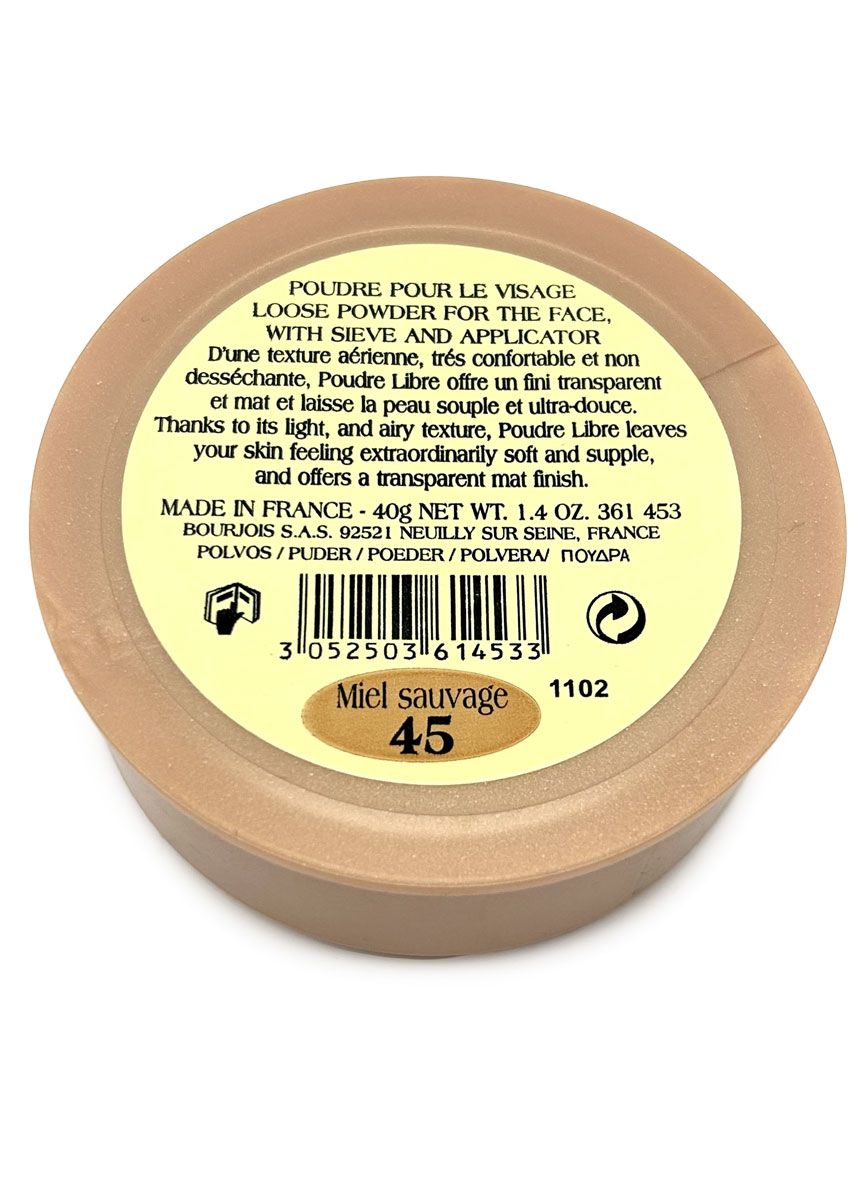 POUDRE POUR LE VISAGE
LOOSE POWDER FOR THE FACE,
WITH SIEVE AND APPLICATOR
D'une texture aérienne, trés confortable et non
desséchante, Poudre Libre offre un fini transparent
et mat et laisse la peau souple et ultra-douce.
Thanks to its light, and airy texture, Poudre Libre leaves
your skin feeling extraordinarily soft and supple,
and offers a transparent mat finish.
MADE IN FRANCE - 40g NET WT. 1.4 OZ. 361 453
BOURJOIS S.A.S. 92521 NEUILLY SUR SEINE, FRANCE
POLVOS / PUDER / POEDER / POLVERA/ ΠΟΥΔΡΑ
3 052503 614533
Miel sauvage 1102
45